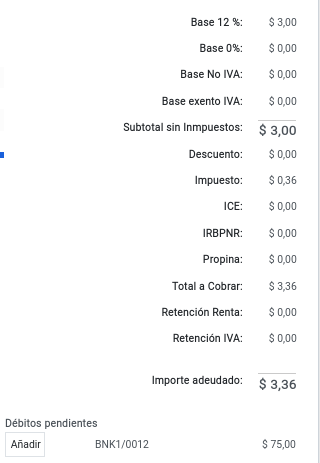 Base 12 %: $ 3,00
Base 0%: $ 0,00
Base No IVA: $ 0,00
Base exento IVA: $ 0,00
Subtotal sin Inmpuestos: $ 3,00
Descuento: $ 0,00
Impuesto: $ 0,36
ICE: $ 0,00
IRBPNR: $ 0,00
Propina: $ 0,00
Total a Cobrar: $ 3,36
Retención Renta: $ 0,00
Retención IVA: $ 0,00
Importe adeudado: $ 3,36
Débitos pendientes
Añadir BNK1/0012 $ 75,00